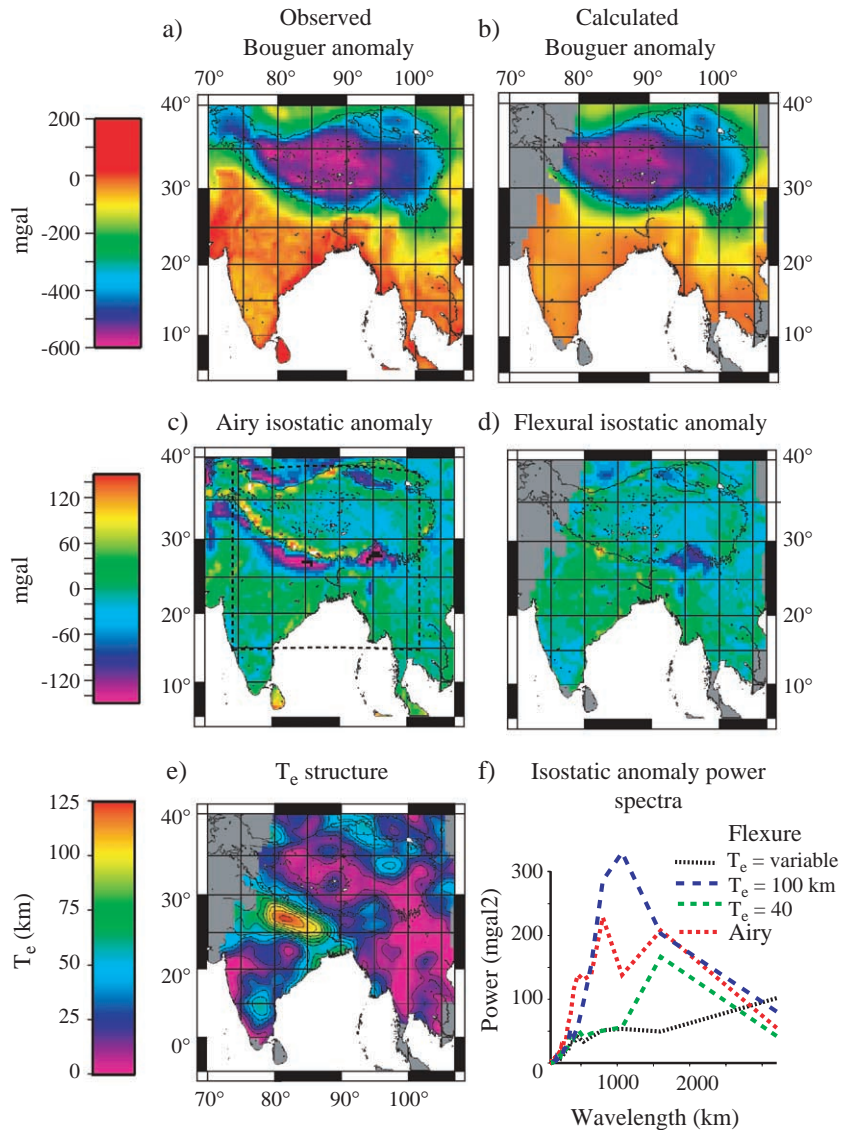 a) Observed Bouguer anomaly
b) Calculated Bouguer anomaly
70° 80° 90° 100°
70° 80° 90° 100°
200
0
-200
-400
-600
mgal
40°
30°
20°
10°
40°
30°
20°
10°
c) Airy isostatic anomaly
d) Flexural isostatic anomaly
120
60
0
-60
-120
mgal
40°
30°
20°
10°
40°
30°
20°
10°
e) Te structure
f) Isostatic anomaly power spectra
125
100
75
50
25
0
Te (km)
40°
30°
20°
0°
70° 80° 90° 100°
Flexure
Te = variable
Te = 100 km
Te = 40
Airy
300
200
100
0
Power (mgal2)
1000 2000
Wavelength (km)